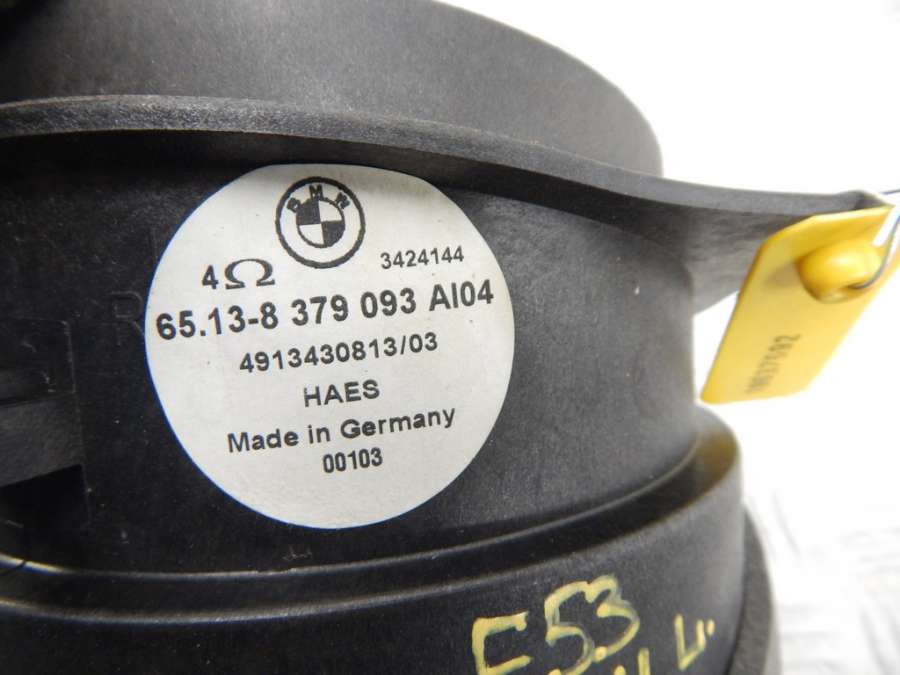 BMW
4Ω
3424144
65.13-8 379 093 AI04
4913430813/03
HAES
Made in Germany
00103
E53